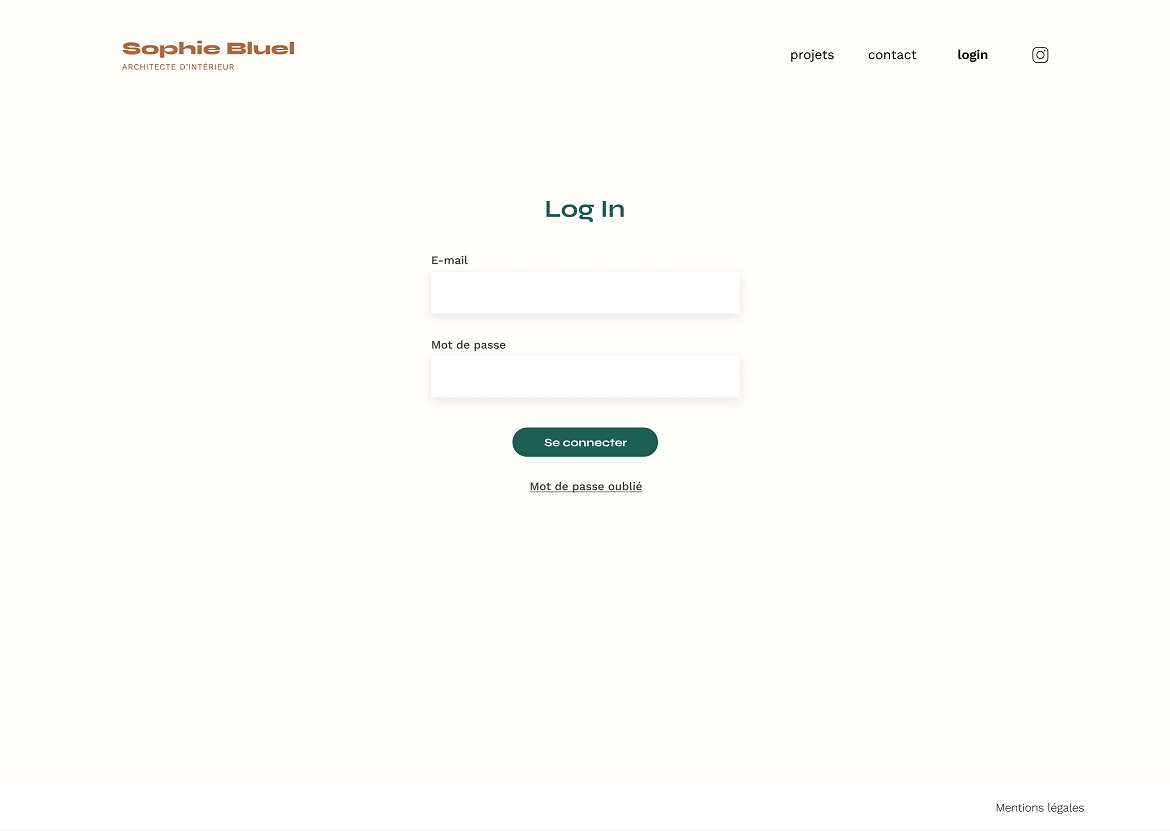 Sophie Bluel
ARCHITECTE D'INTÉRIEUR
projets contact login
Log In
E-mail
Mot de passe
Se connecter
Mot de passe oublié
Mentions légales